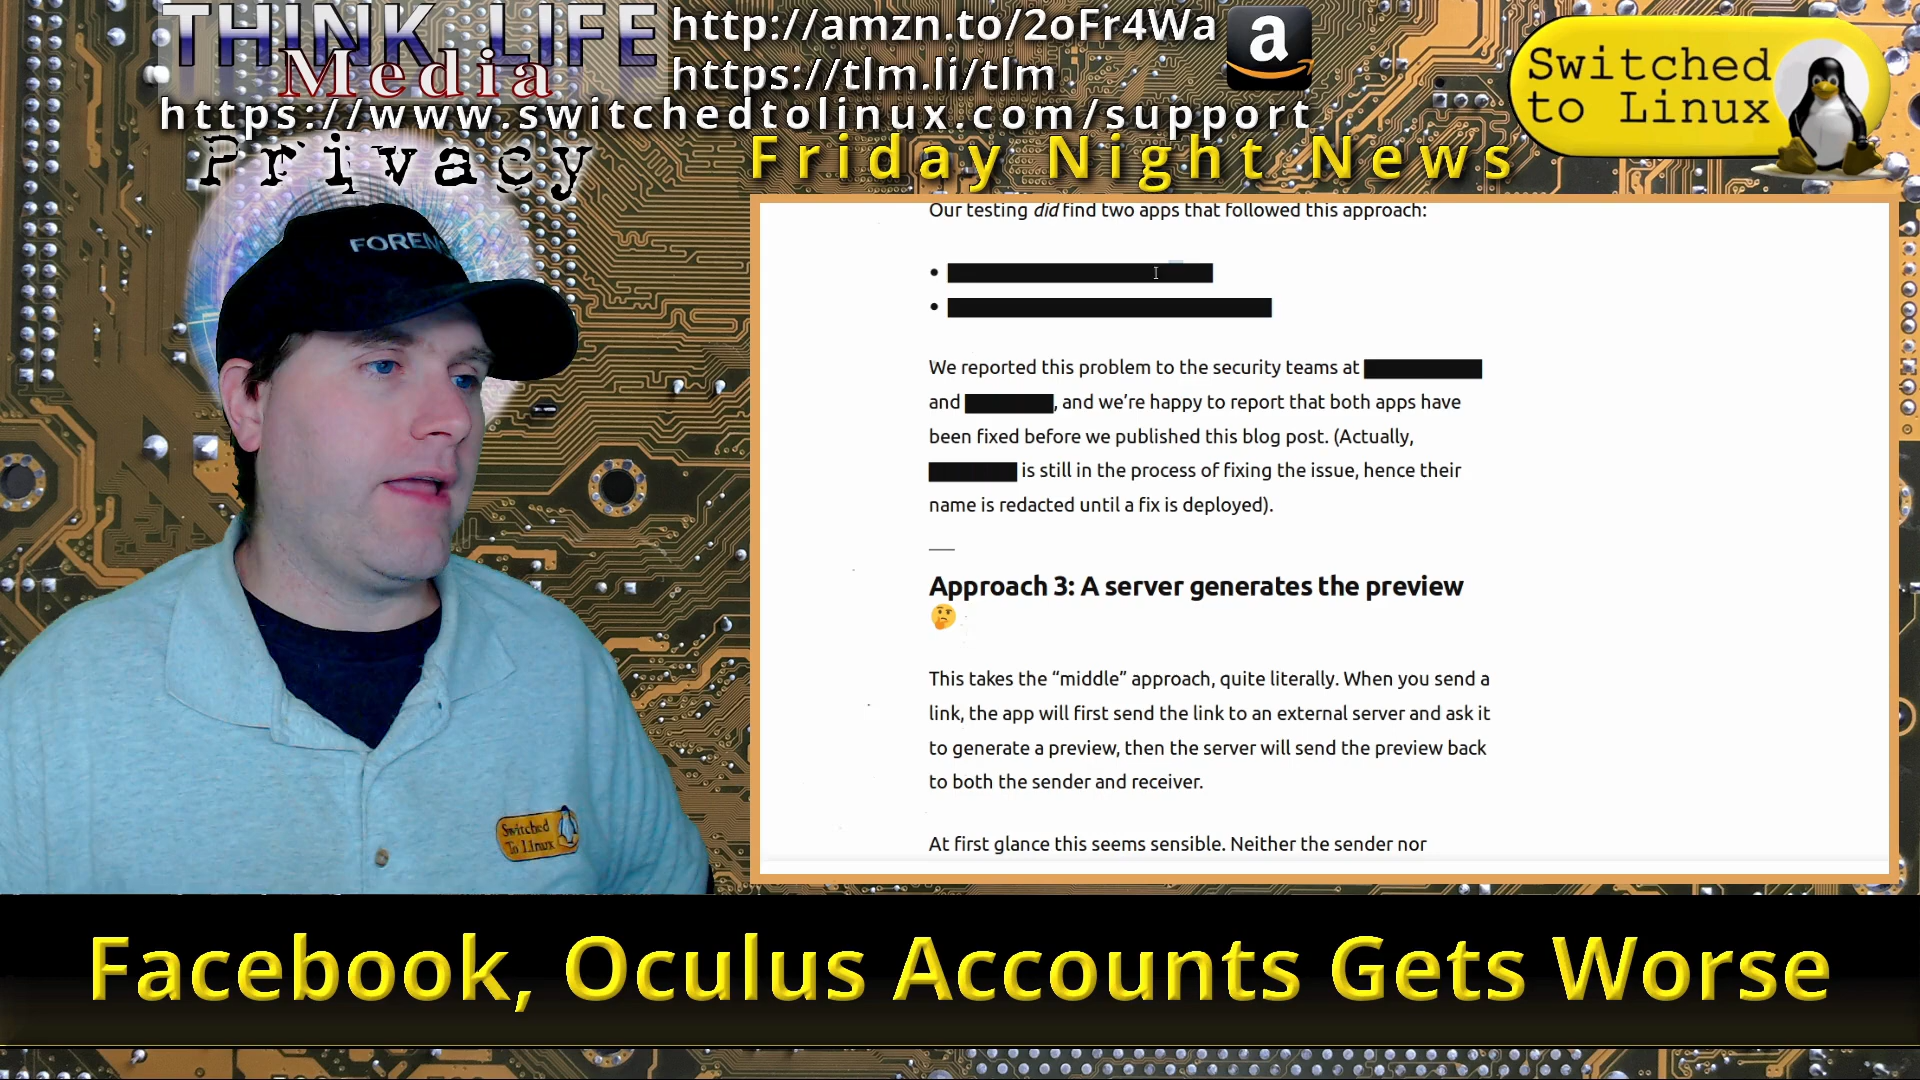 THINK LIFE
Media
http://amzn.to/2oFr4Wa
https://tlm.li/tlm
https://www.switchedtolinux.com/support
Privacy
Friday Night News
Switched
to Linux
Our testing did find two apps that followed this approach:
We reported this problem to the security teams at
and , and we’re happy to report that both apps have
been fixed before we published this blog post. (Actually,
is still in the process of fixing the issue, hence their
name is redacted until a fix is deployed).
Approach 3: A server generates the preview
This takes the “middle” approach, quite literally. When you send a
link, the app will first send the link to an external server and ask it
to generate a preview, then the server will send the preview back
to both the sender and receiver.
At first glance this seems sensible. Neither the sender nor
Switched
To Linux
Facebook, Oculus Accounts Gets Worse